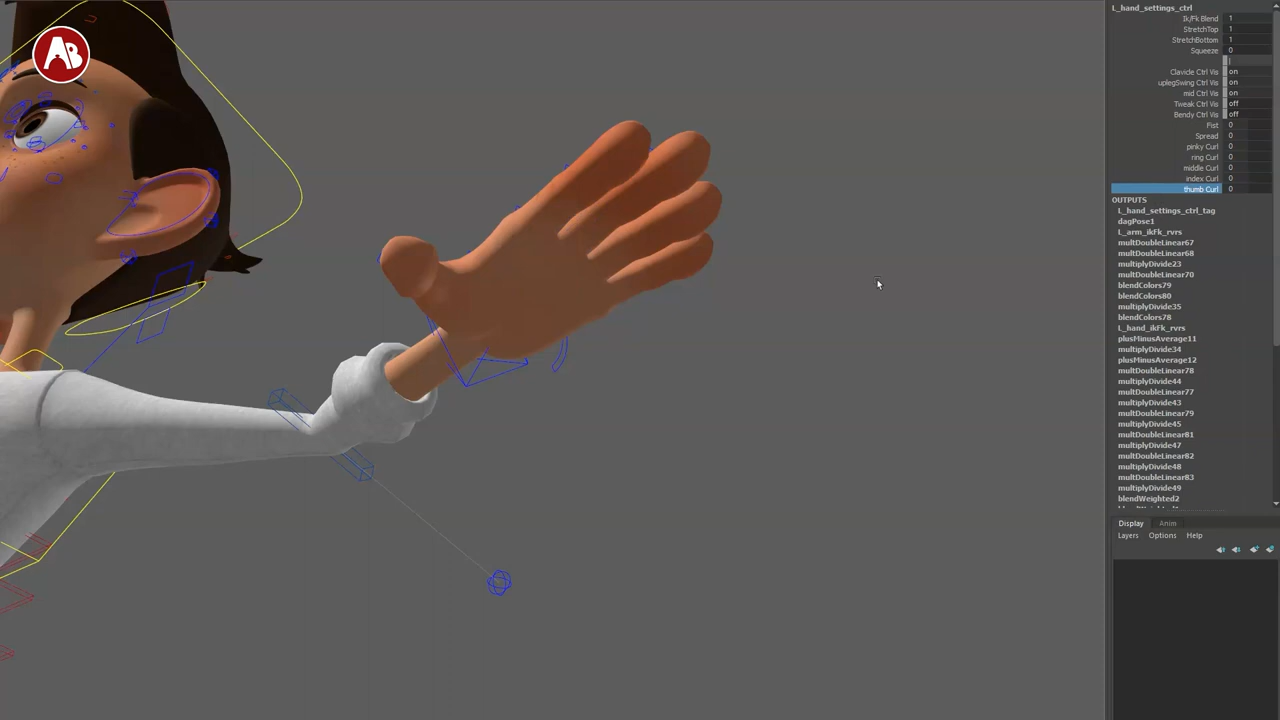 AB
L_hand_settings_ctrl
Ik/Fk Blend 1
StretchTop 1
StretchBottom 1
Squeeze 0
Clavicle Ctrl Vis on
uplegSwing Ctrl Vis on
mid Ctrl Vis on
Tweak Ctrl Vis off
Bendy Ctrl Vis off
Fist 0
Spread 0
pinky Curl 0
ring Curl 0
middle Curl 0
index Curl 0
thumb Curl 0
OUTPUTS
L_hand_settings_ctrl_tag
dagPose1
L_arm_ikFk_rvrs
multDoubleLinear67
multDoubleLinear68
multiplyDivide23
multDoubleLinear70
blendColors79
blendColors80
multiplyDivide35
blendColors78
L_hand_ikFk_rvrs
plusMinusAverage11
multiplyDivide34
plusMinusAverage12
multDoubleLinear78
multiplyDivide44
multDoubleLinear77
multiplyDivide43
multDoubleLinear79
multiplyDivide45
multDoubleLinear81
multiplyDivide47
multDoubleLinear82
multiplyDivide48
multDoubleLinear83
multiplyDivide49
blendWeighted2
Display Anim
Layers Options Help